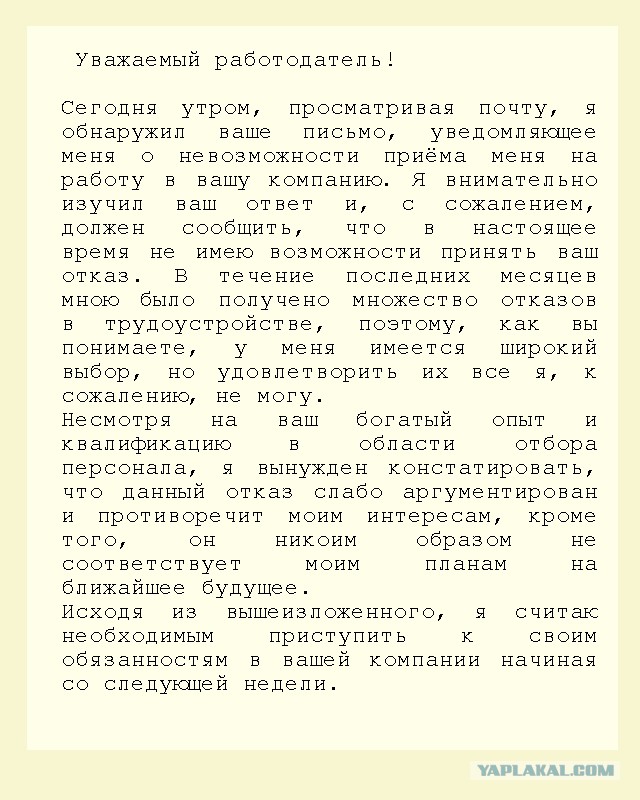 Уважаемый работодатель!
Сегодня утром, просматривая почту, я
обнаружил ваше письмо, уведомляющее
меня о невозможности приёма меня на
работу в вашу компанию. Я внимательно
изучил ваш ответ и, с сожалением,
должен сообщить, что в настоящее
время не имею возможности принять ваш
отказ. В течение последних месяцев
мною было получено множество отказов
в трудоустройстве, поэтому, как вы
понимаете, у меня имеется широкий
выбор, но удовлетворить их все я, к
сожалению, не могу.
Несмотря на ваш богатый опыт и
квалификацию в области отбора
персонала, я вынужден констатировать,
что данный отказ слабо аргументирован
и противоречит моим интересам, кроме
того, он никоим образом не
соответствует моим планам на
ближайшее будущее.
Исходя из вышеизложенного, я считаю
необходимым приступить к своим
обязанностям в вашей компании начиная
со следующей недели.
YAPLAKAL.COM